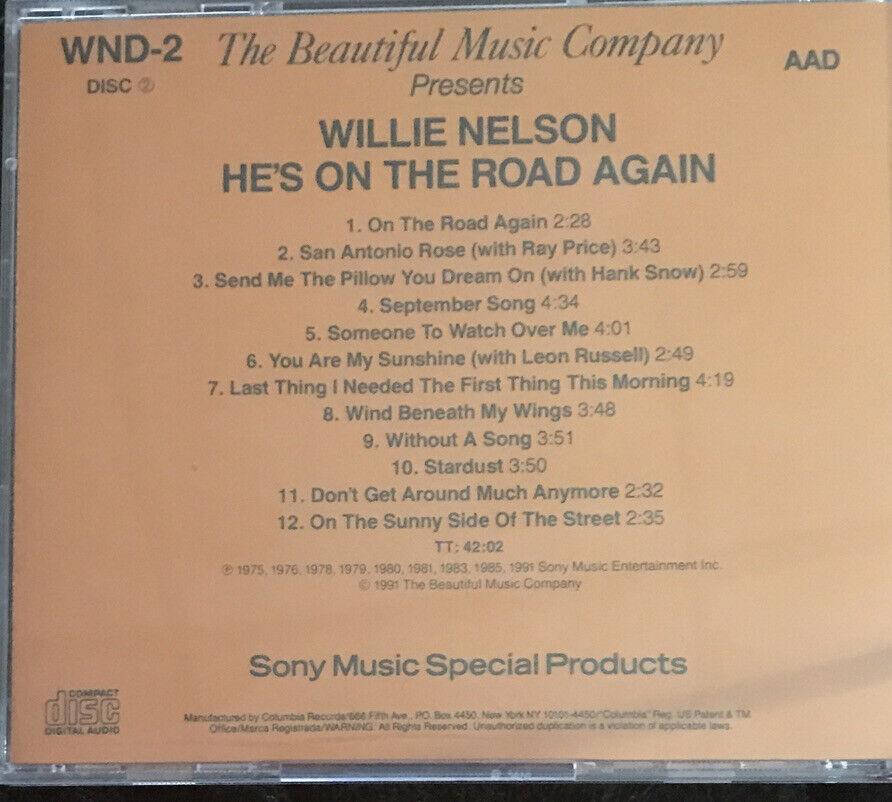 WND-2 The Beautiful Music Company AAD
DISC ② Presents
WILLIE NELSON
HE'S ON THE ROAD AGAIN
1. On The Road Again 2:28
2. San Antonio Rose (with Ray Price) 3:43
3. Send Me The Pillow You Dream On (with Hank Snow) 2:59
4. September Song 4:34
5. Someone To Watch Over Me 4:01
6. You Are My Sunshine (with Leon Russell) 2:49
7. Last Thing I Needed The First Thing This Morning 4:19
8. Wind Beneath My Wings 3:48
9. Without A Song 3:51
10. Stardust 3:50
11. Don't Get Around Much Anymore 2:32
12. On The Sunny Side Of The Street 2:35
TT: 42:02
℗ 1975, 1976, 1978, 1979, 1980, 1981, 1983, 1985, 1991 Sony Music Entertainment Inc.
© 1991 The Beautiful Music Company
Sony Music Special Products
COMPACT
disc
DIGITAL AUDIO
Manufactured by Columbia Records/666 Fifth Ave., P.O. Box 4450, New York NY 10101-4450/"Columbia" Reg. US Patent & TM
Office/Marca Registrada/WARNING: All Rights Reserved. Unauthorized duplication is a violation of applicable laws.